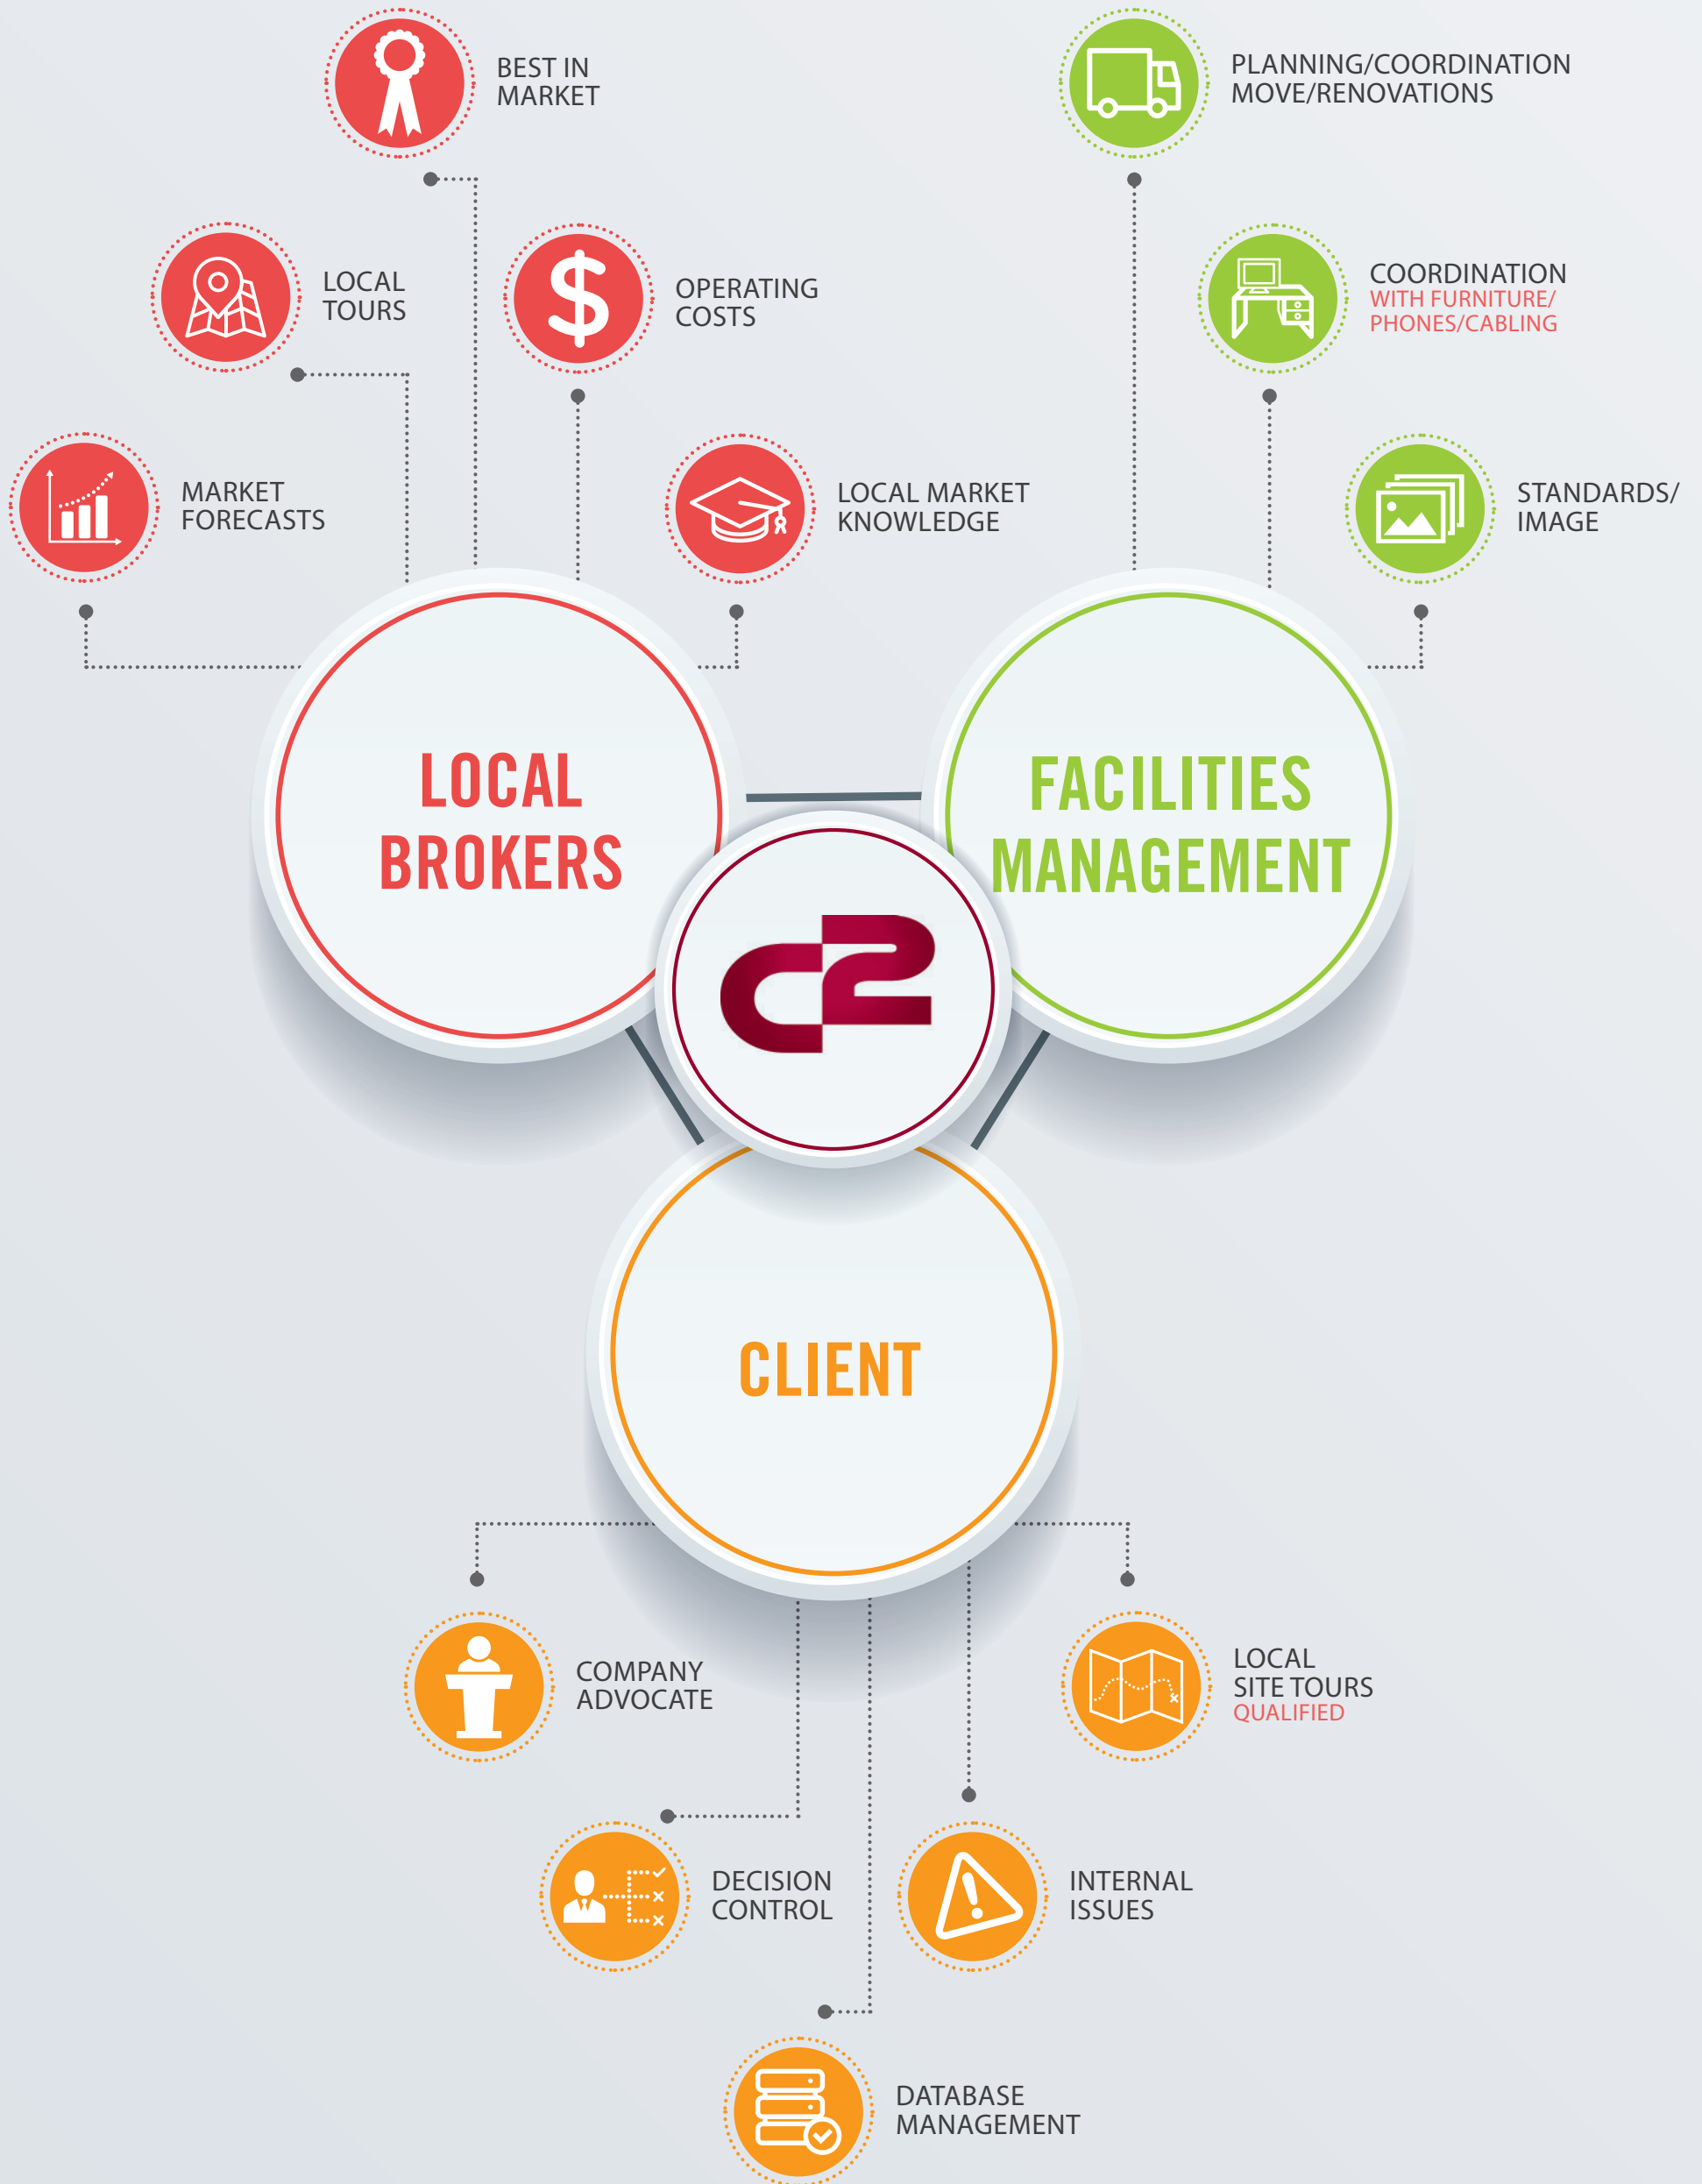 BEST IN
MARKET
PLANNING/COORDINATION
MOVE/RENOVATIONS
LOCAL
TOURS
OPERATING
COSTS
COORDINATION
WITH FURNITURE/
PHONES/CABLING
MARKET
FORECASTS
LOCAL MARKET
KNOWLEDGE
STANDARDS/
IMAGE
LOCAL
BROKERS
FACILITIES
MANAGEMENT
C2
CLIENT
COMPANY
ADVOCATE
LOCAL
SITE TOURS
QUALIFIED
DECISION
CONTROL
INTERNAL
ISSUES
DATABASE
MANAGEMENT